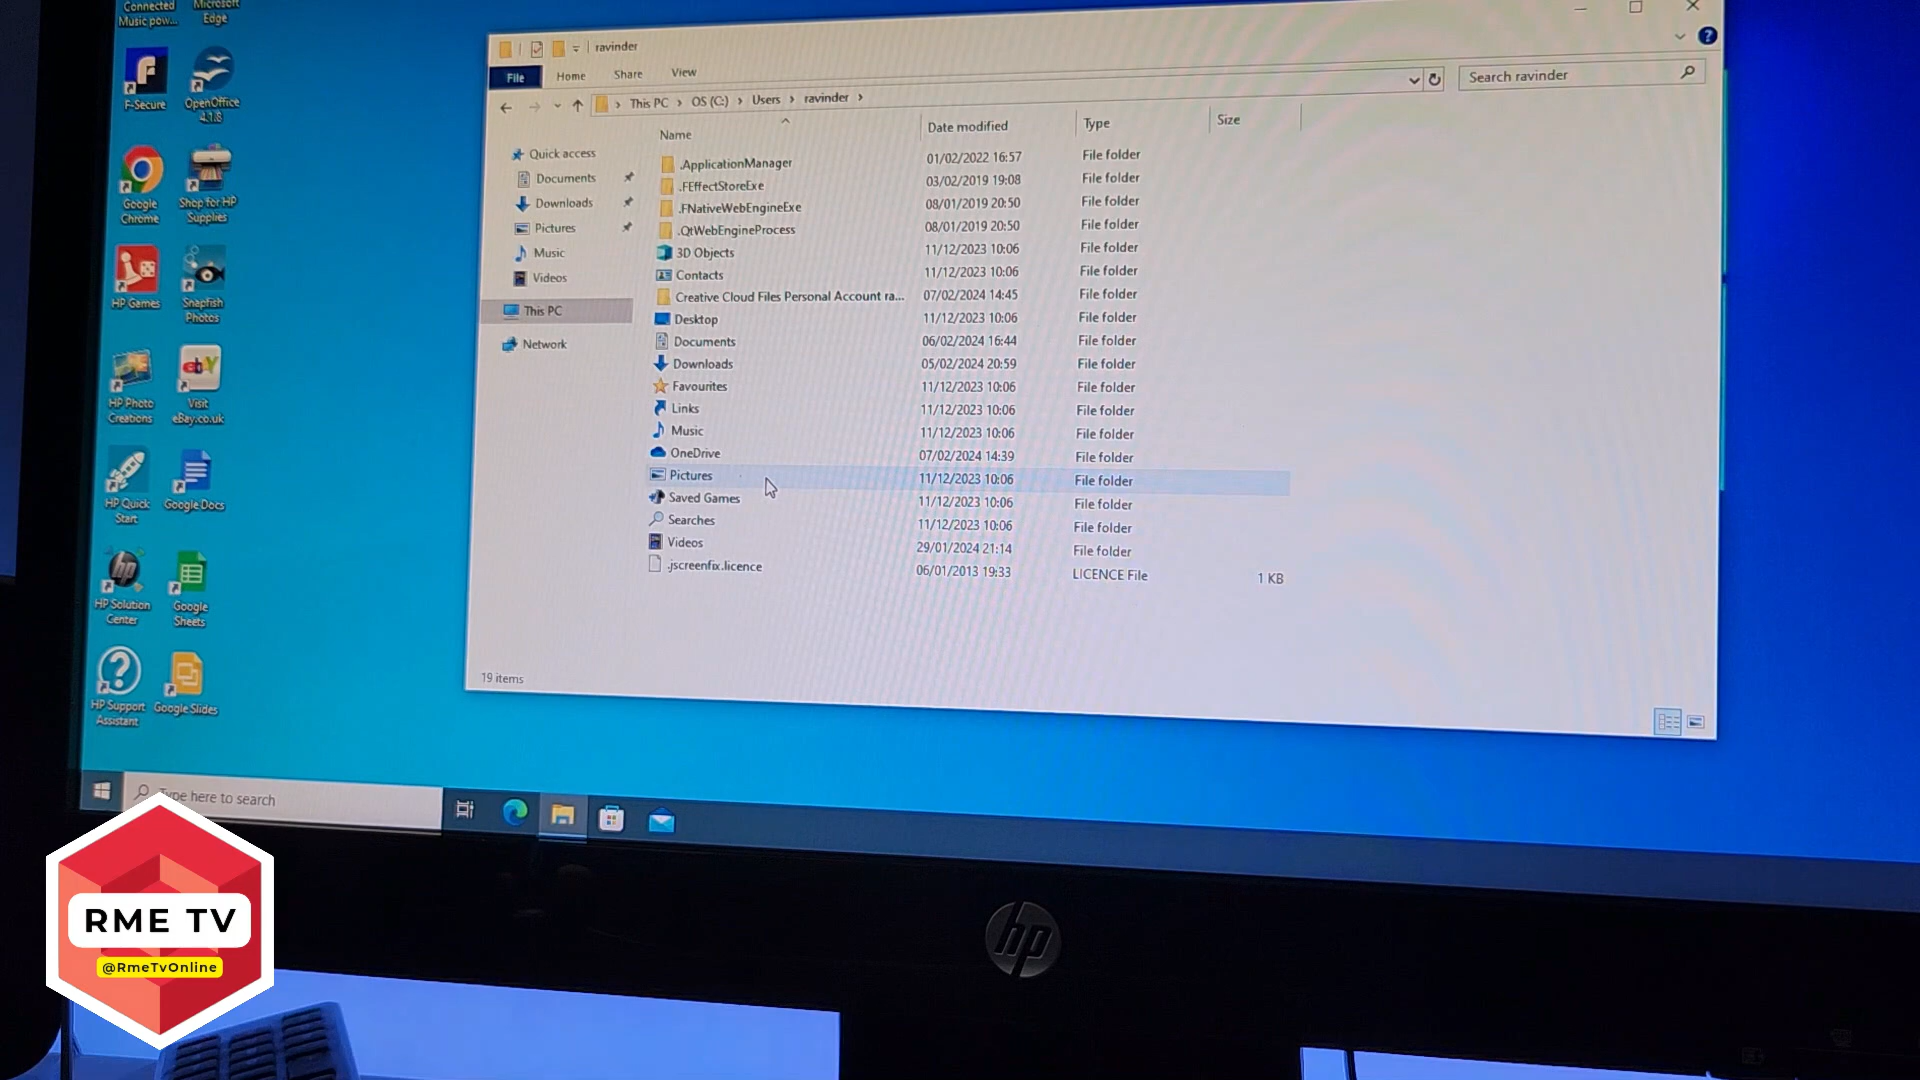 Connected
Music pow...
Microsoft
Edge
F-Secure
OpenOffice
4.1.8
Google
Chrome
Shop for HP
Supplies
HP Games
Snapfish
Photos
HP Photo
Creations
ebay
Visit
eBay.co.uk
HP Quick
Start
Google Docs
hp
HP Solution
Center
Google
Sheets
HP Support
Assistant
Google Slides
ravinder
File Home Share View
This PC > OS (C:) > Users > ravinder >
Search ravinder
Name Date modified Type Size
Quick access
Documents
Downloads
Pictures
Music
Videos
This PC
Network
.ApplicationManager 01/02/2022 16:57 File folder
.FEffectStoreExe 03/02/2019 19:08 File folder
.FNativeWebEngineExe 08/01/2019 20:50 File folder
.QtWebEngineProcess 08/01/2019 20:50 File folder
3D Objects 11/12/2023 10:06 File folder
Contacts 11/12/2023 10:06 File folder
Creative Cloud Files Personal Account ra... 07/02/2024 14:45 File folder
Desktop 11/12/2023 10:06 File folder
Documents 06/02/2024 16:44 File folder
Downloads 05/02/2024 20:59 File folder
Favourites 11/12/2023 10:06 File folder
Links 11/12/2023 10:06 File folder
Music 11/12/2023 10:06 File folder
OneDrive 07/02/2024 14:39 File folder
Pictures 11/12/2023 10:06 File folder
Saved Games 11/12/2023 10:06 File folder
Searches 11/12/2023 10:06 File folder
Videos 29/01/2024 21:14 File folder
.jscreenfix.licence 06/01/2013 19:33 LICENCE File 1 KB
19 items
Type here to search
hp
RME TV
@RmeTvOnline